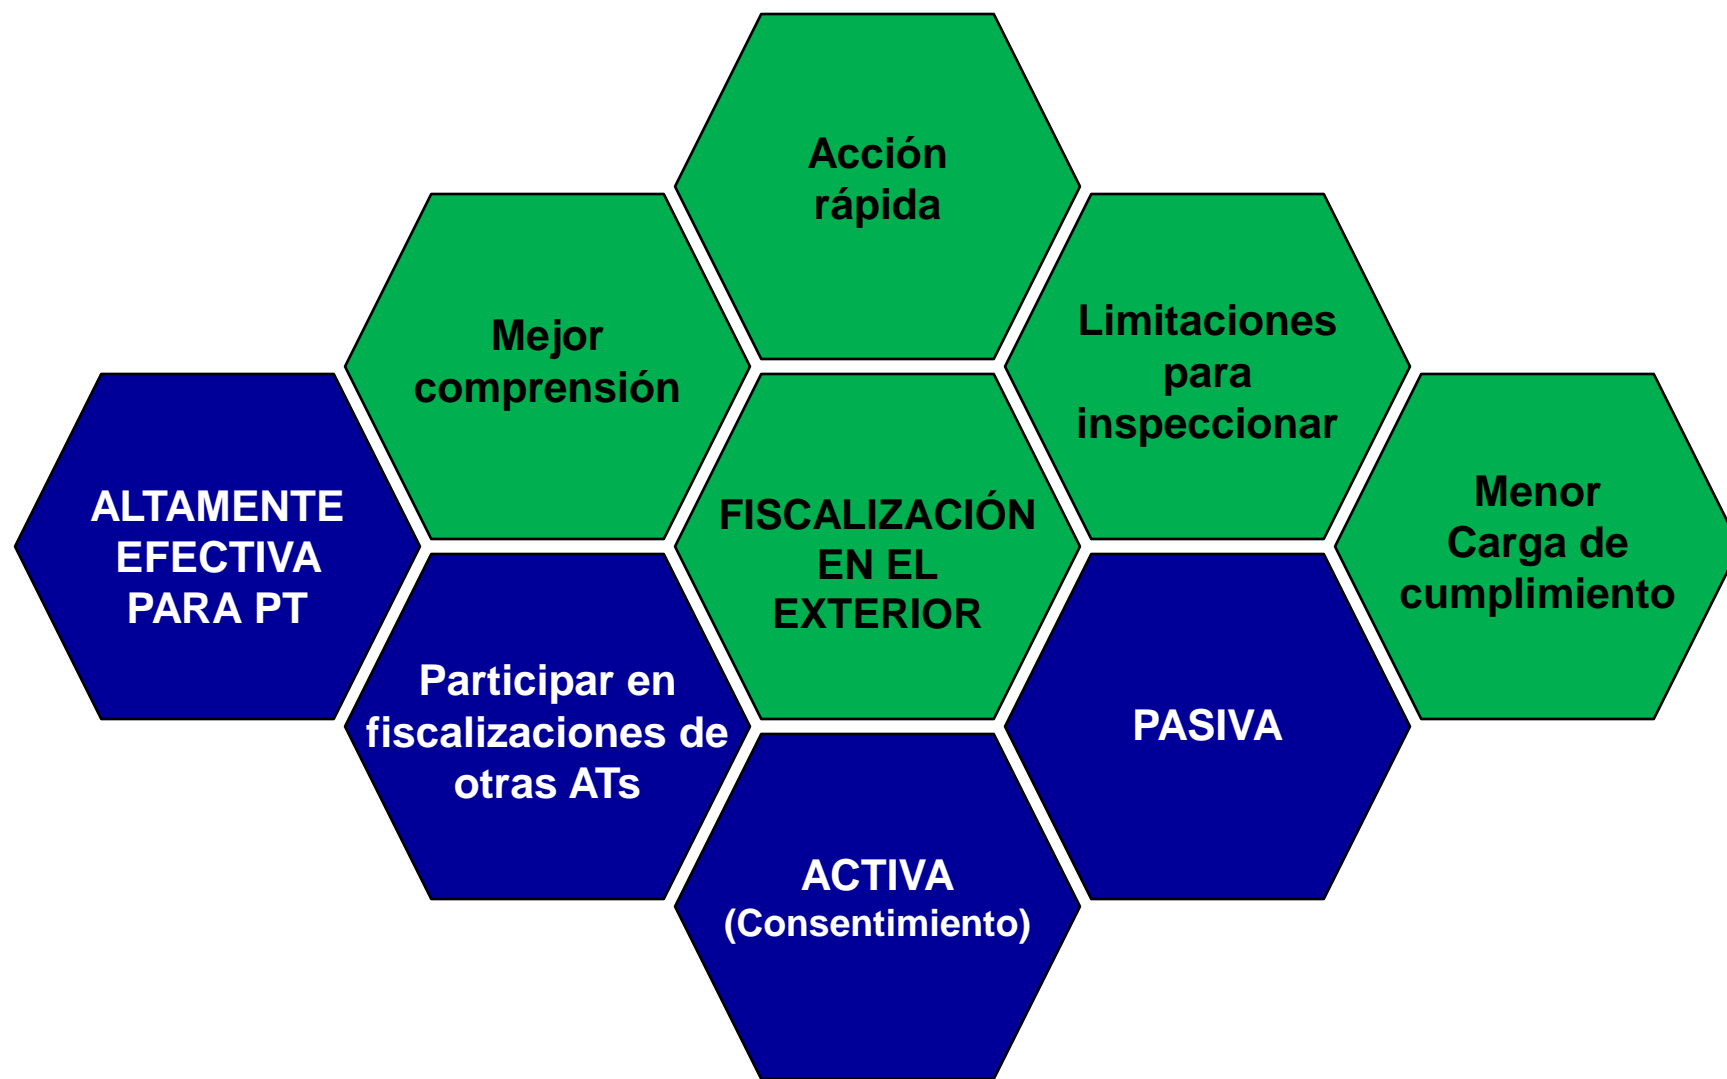 Acción
rápida
Mejor
comprensión
Limitaciones
para
inspeccionar
ALTAMENTE
EFECTIVA
PARA PT
FISCALIZACIÓN
EN EL
EXTERIOR
Menor
Carga de
cumplimiento
Participar en
fiscalizaciones de
otras ATs
PASIVA
ACTIVA
(Consentimiento)